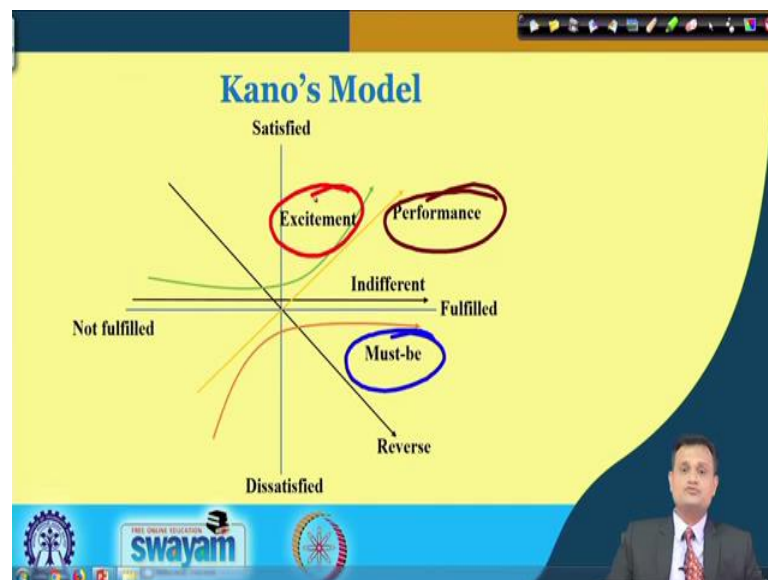 Kano's Model
Satisfied
Excitement
Performance
Indifferent
Not fulfilled
Fulfilled
Must-be
Reverse
Dissatisfied
FREE ONLINE EDUCATION
swayam